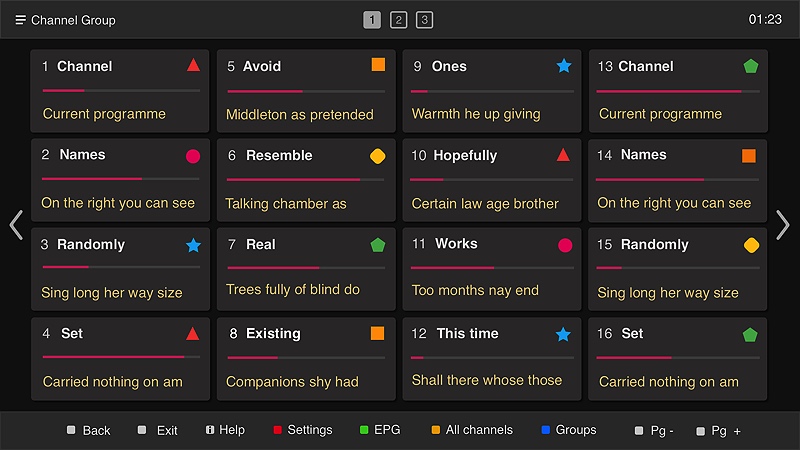 Channel Group
1 2 3
01:23
1 Channel
Current programme
2 Names
On the right you can see
3 Randomly
Sing long her way size
4 Set
Carried nothing on am
5 Avoid
Middleton as pretended
6 Resemble
Talking chamber as
7 Real
Trees fully of blind do
8 Existing
Companions shy had
9 Ones
Warmth he up giving
10 Hopefully
Certain law age brother
11 Works
Too months nay end
12 This time
Shall there whose those
13 Channel
Current programme
14 Names
On the right you can see
15 Randomly
Sing long her way size
16 Set
Carried nothing on am
Back Exit i Help Settings EPG All channels Groups Pg - Pg +